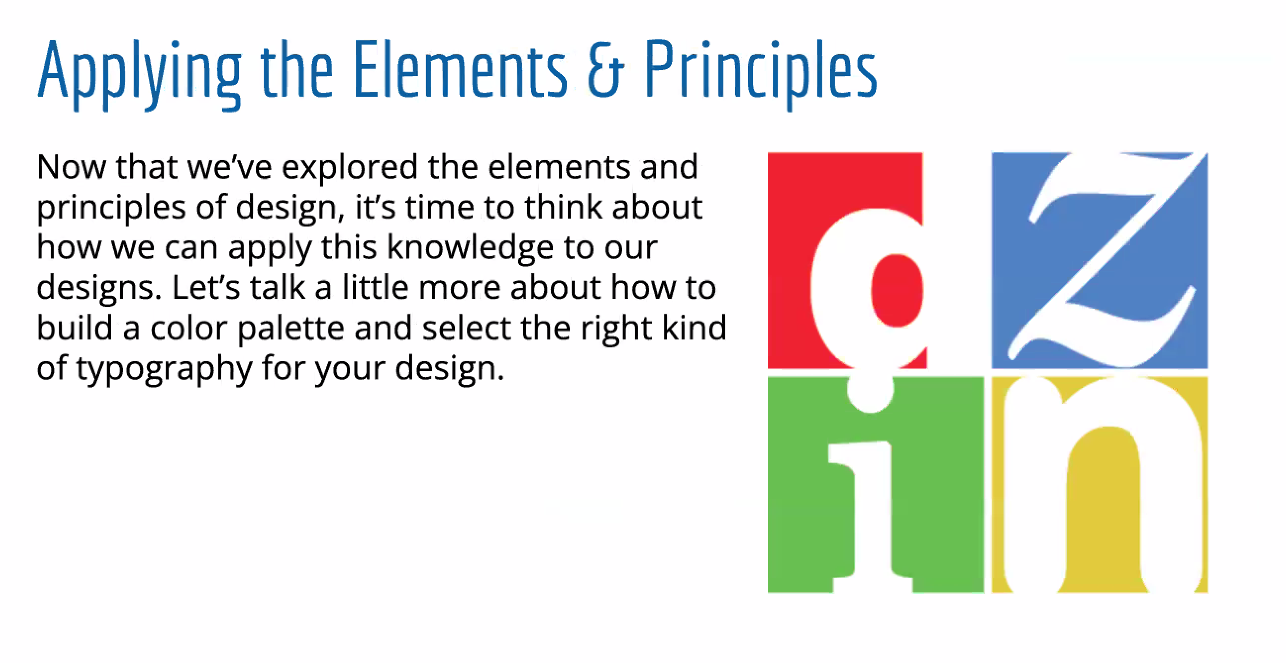 Applying the Elements & Principles
Now that we’ve explored the elements and
principles of design, it’s time to think about
how we can apply this knowledge to our
designs. Let’s talk a little more about how to
build a color palette and select the right kind
of typography for your design.
d z
i n